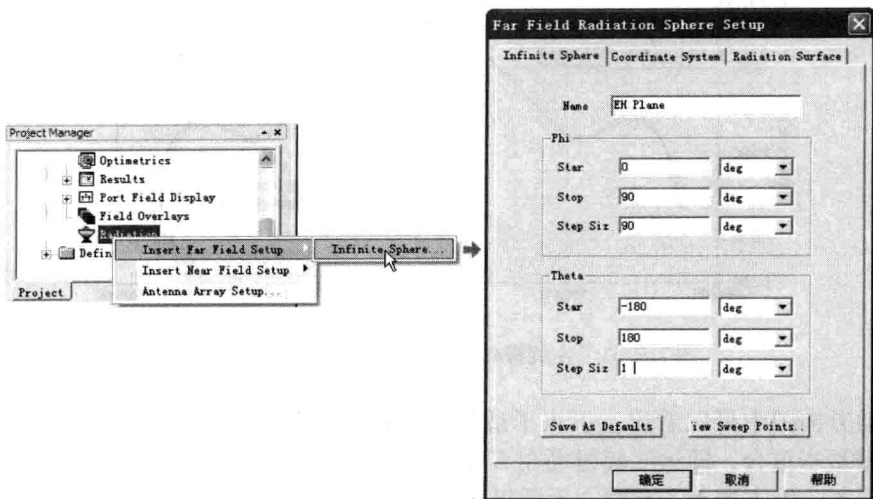 Project Manager
Optimetrics
Results
Port Field Display
Field Overlays
Radiation
Defin
Insert Far Field Setup
Infinite Sphere...
Insert Near Field Setup
Antenna Array Setup...
Project
Far Field Radiation Sphere Setup
Infinite Sphere
Coordinate System
Radiation Surface
Name
EH Plane
Phi
Star
0
deg
Stop
90
deg
Step Siz
90
deg
Theta
Star
-180
deg
Stop
180
deg
Step Siz
1
deg
Save As Defaults
iew Sweep Points..
确定
取消
帮助